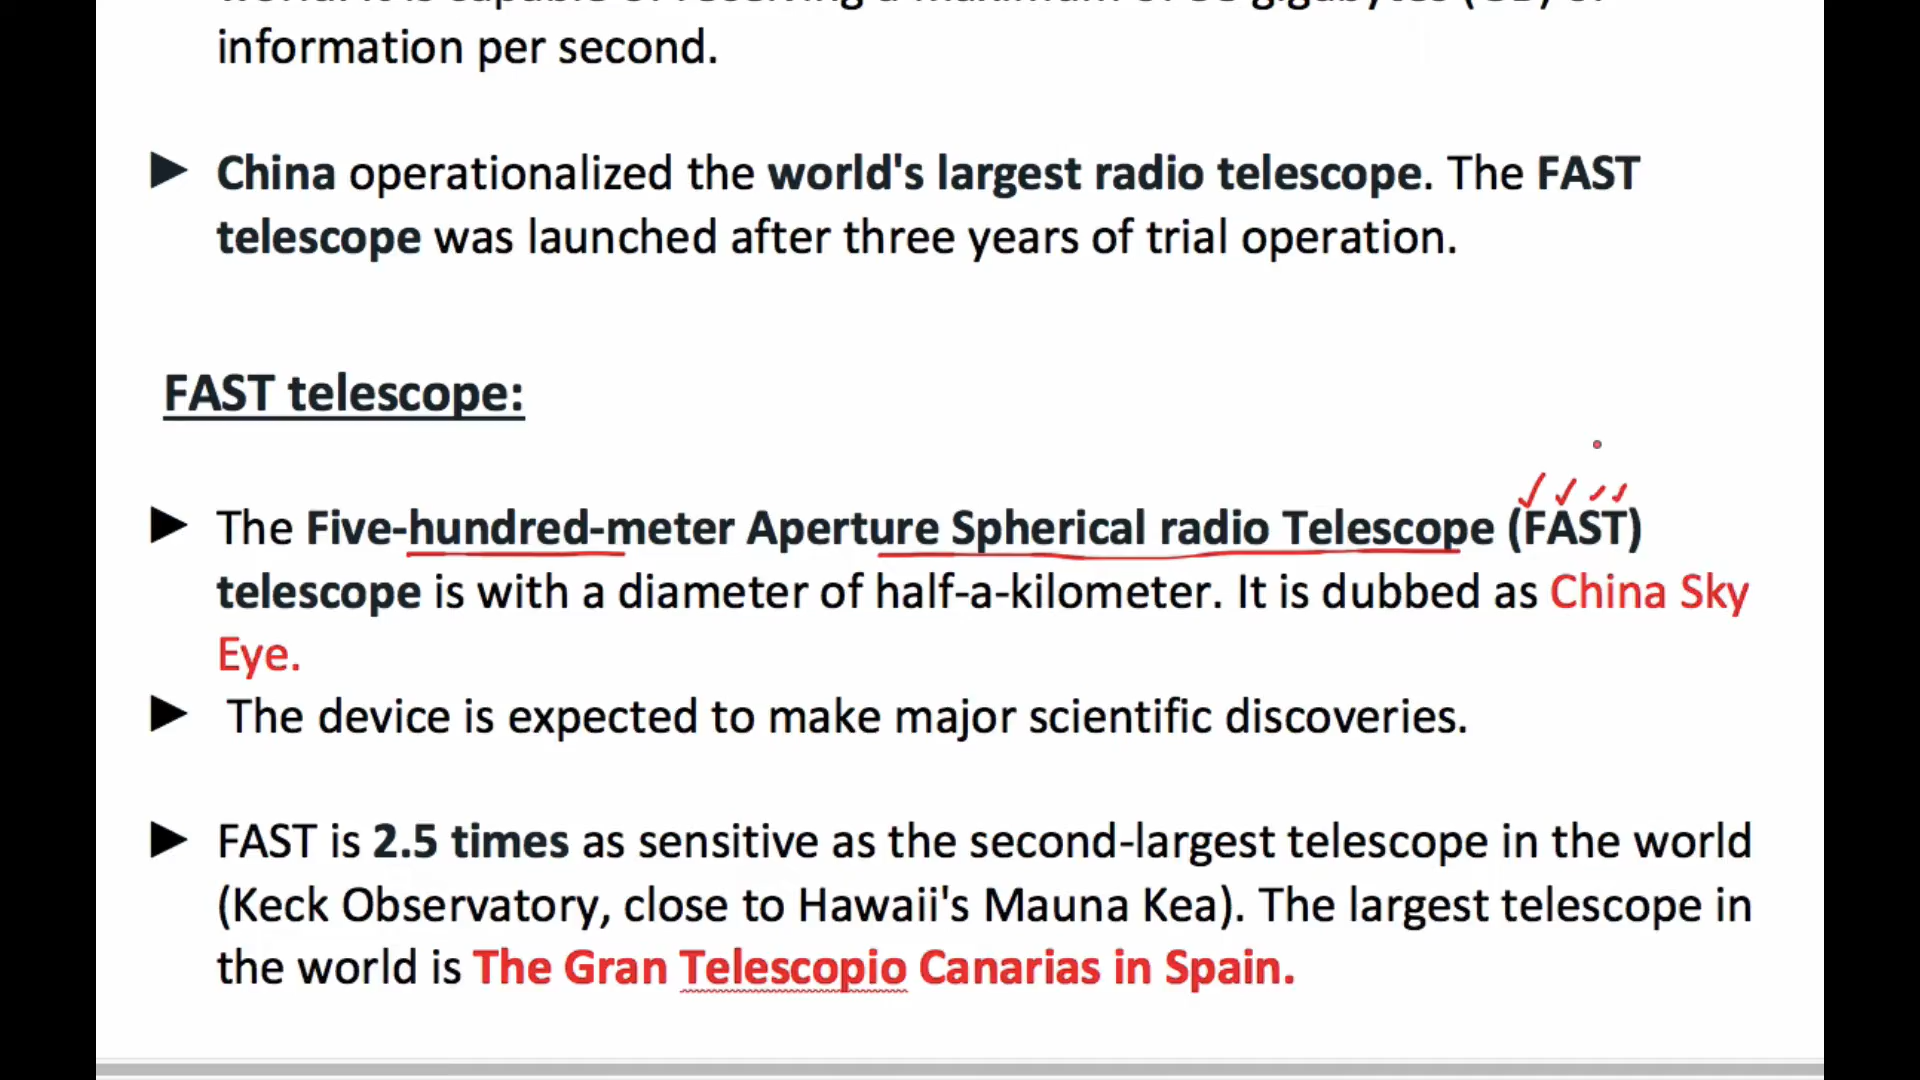 information per second.
► China operationalized the world's largest radio telescope. The FAST
telescope was launched after three years of trial operation.
FAST telescope:
► The Five-hundred-meter Aperture Spherical radio Telescope (FAST)
telescope is with a diameter of half-a-kilometer. It is dubbed as China Sky
Eye.
► The device is expected to make major scientific discoveries.
► FAST is 2.5 times as sensitive as the second-largest telescope in the world
(Keck Observatory, close to Hawaii's Mauna Kea). The largest telescope in
the world is The Gran Telescopio Canarias in Spain.